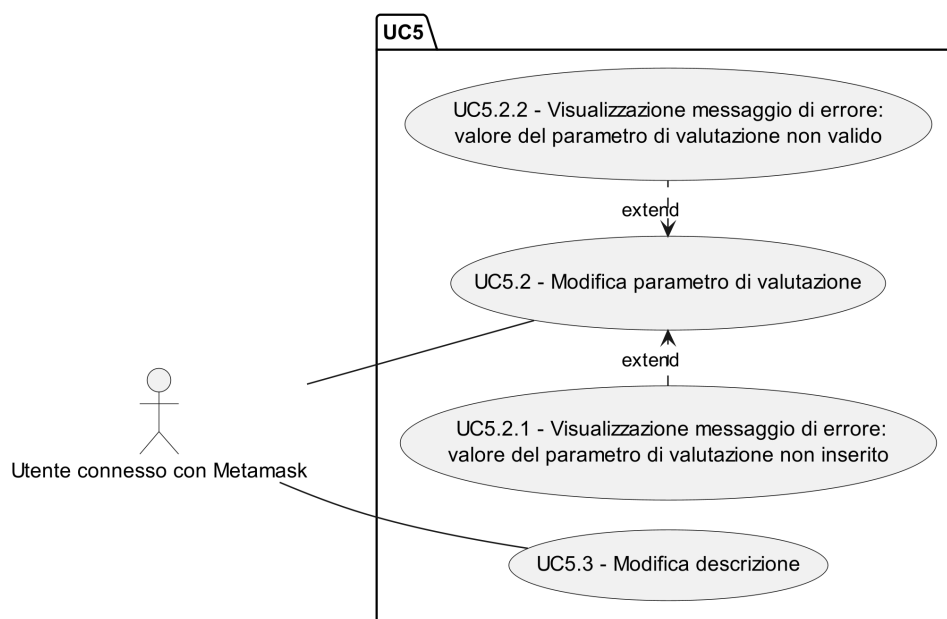 UC5
UC5.2.2 - Visualizzazione messaggio di errore:
valore del parametro di valutazione non valido
extend
UC5.2 - Modifica parametro di valutazione
extend
UC5.2.1 - Visualizzazione messaggio di errore:
valore del parametro di valutazione non inserito
Utente connesso con Metamask
UC5.3 - Modifica descrizione